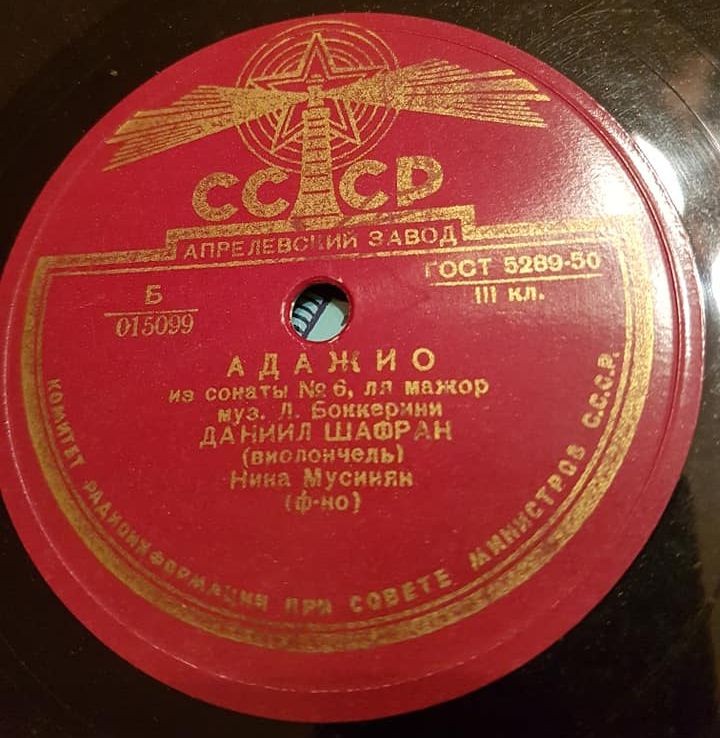 СССР
АПРЕЛЕВСКИЙ ЗАВОД
ГОСТ 5289-50
III кл.
Б
015099
АДАЖИО
из сонаты № 6, ля мажор
муз. Л. Боккерини
ДАНИИЛ ШАФРАН
(виолончель)
Нина Мусинян
(ф-но)
КОМИТЕТ РАДИОИНФОРМАЦИИ ПРИ СОВЕТЕ МИНИСТРОВ С.С.С.Р.